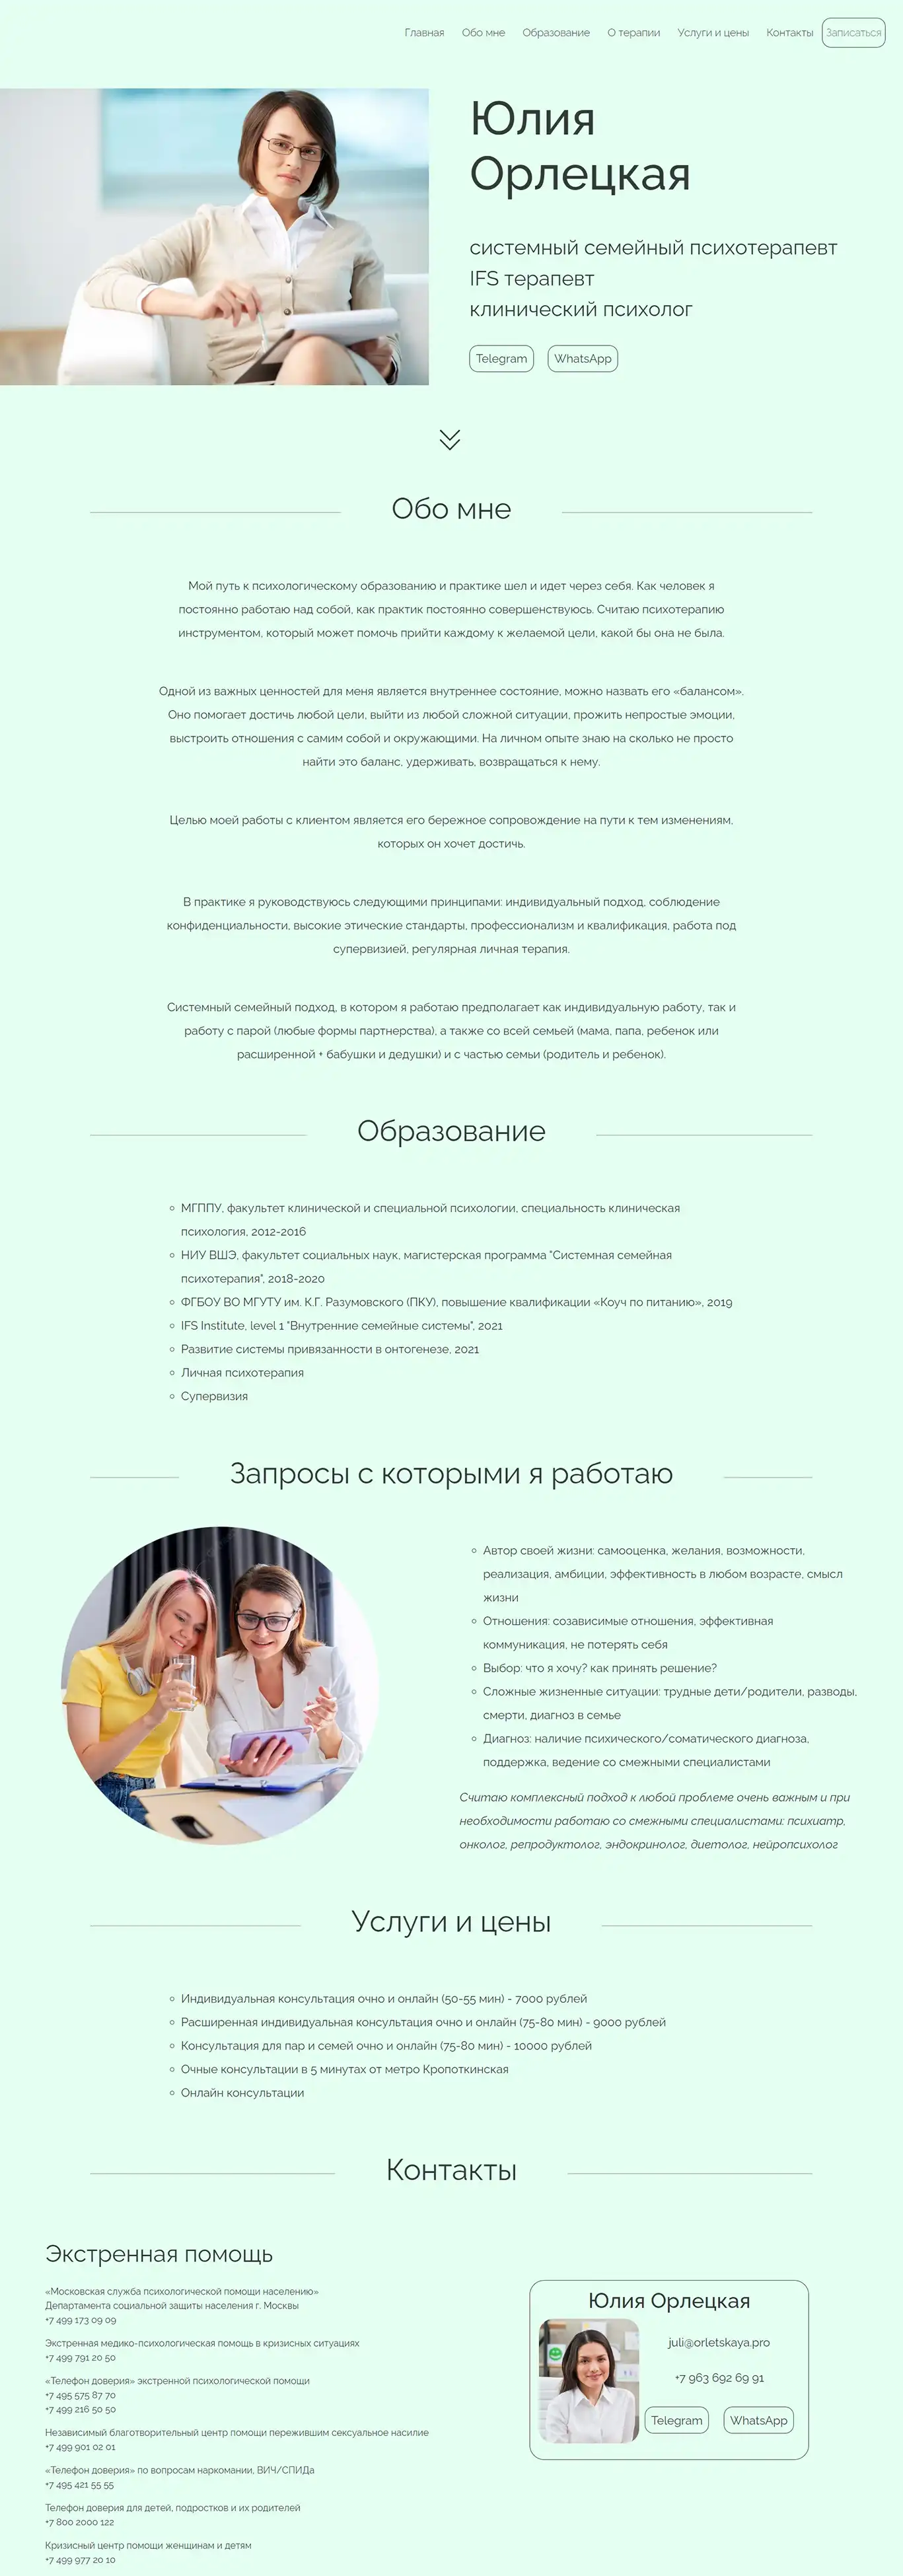 Главная Обо мне Образование О терапии Услуги и цены Контакты Записаться
Юлия
Орлецкая
системный семейный психотерапевт
IFS терапевт
клинический психолог
Telegram WhatsApp
Обо мне
Мой путь к психологическому образованию и практике шел и идет через себя. Как человек я
постоянно работаю над собой, как практик постоянно совершенствуюсь. Считаю психотерапию
инструментом, который может помочь прийти каждому к желаемой цели, какой бы она не была.
Одной из важных ценностей для меня является внутреннее состояние, можно назвать его «балансом».
Оно помогает достичь любой цели, выйти из любой сложной ситуации, прожить непростые эмоции,
выстроить отношения с самим собой и окружающими. На личном опыте знаю на сколько не просто
найти это баланс, удерживать, возвращаться к нему.
Целью моей работы с клиентом является его бережное сопровождение на пути к тем изменениям,
которых он хочет достичь.
В практике я руководствуюсь следующими принципами: индивидуальный подход, соблюдение
конфиденциальности, высокие этические стандарты, профессионализм и квалификация, работа под
супервизией, регулярная личная терапия.
Системный семейный подход, в котором я работаю предполагает как индивидуальную работу, так и
работу с парой (любые формы партнерства), а также со всей семьей (мама, папа, ребенок или
расширенной + бабушки и дедушки) и с частью семьи (родитель и ребенок).
Образование
МГППУ, факультет клинической и специальной психологии, специальность клиническая
психология, 2012-2016
НИУ ВШЭ, факультет социальных наук, магистерская программа "Системная семейная
психотерапия", 2018-2020
ФГБОУ ВО МГУТУ им. К.Г. Разумовского (ПКУ), повышение квалификации «Коуч по питанию», 2019
IFS Institute, level 1 "Внутренние семейные системы", 2021
Развитие системы привязанности в онтогенезе, 2021
Личная психотерапия
Супервизия
Запросы с которыми я работаю
Автор своей жизни: самооценка, желания, возможности,
реализация, амбиции, эффективность в любом возрасте, смысл
жизни
Отношения: созависимые отношения, эффективная
коммуникация, не потерять себя
Выбор: что я хочу? как принять решение?
Сложные жизненные ситуации: трудные дети/родители, разводы,
смерти, диагноз в семье
Диагноз: наличие психического/соматического диагноза,
поддержка, ведение со смежными специалистами
Считаю комплексный подход к любой проблеме очень важным и при
необходимости работаю со смежными специалистами: психиатр,
онколог, репродуктолог, эндокринолог, диетолог, нейропсихолог
Услуги и цены
Индивидуальная консультация очно и онлайн (50-55 мин) - 7000 рублей
Расширенная индивидуальная консультация очно и онлайн (75-80 мин) - 9000 рублей
Консультация для пар и семей очно и онлайн (75-80 мин) - 10000 рублей
Очные консультации в 5 минутах от метро Кропоткинская
Онлайн консультации
Контакты
Экстренная помощь
«Московская служба психологической помощи населению»
Департамента социальной защиты населения г. Москвы
+7 499 173 09 09
Экстренная медико-психологическая помощь в кризисных ситуациях
+7 499 791 20 50
«Телефон доверия» экстренной психологической помощи
+7 495 575 87 70
+7 499 216 50 50
Независимый благотворительный центр помощи пережившим сексуальное насилие
+7 499 901 02 01
«Телефон доверия» по вопросам наркомании, ВИЧ/СПИДа
+7 495 421 55 55
Телефон доверия для детей, подростков и их родителей
+7 800 2000 122
Кризисный центр помощи женщинам и детям
+7 499 977 20 10
Юлия Орлецкая
juli@orletskaya.pro
+7 963 692 69 91
Telegram WhatsApp